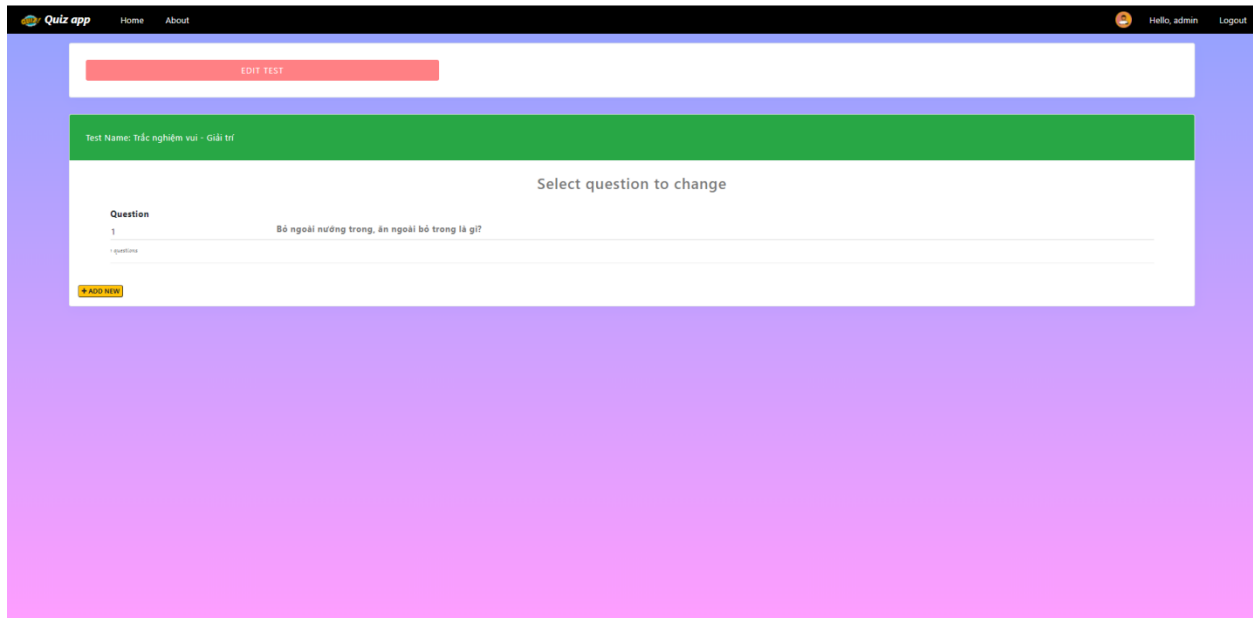 Quiz app Home About Hello, admin Logout
EDIT TEST
Test Name: Trắc nghiệm vui - Giải trí
Select question to change
Question
1 Bỏ ngoài nướng trong, ăn ngoài bỏ trong là gì?
questions
+ ADD NEW